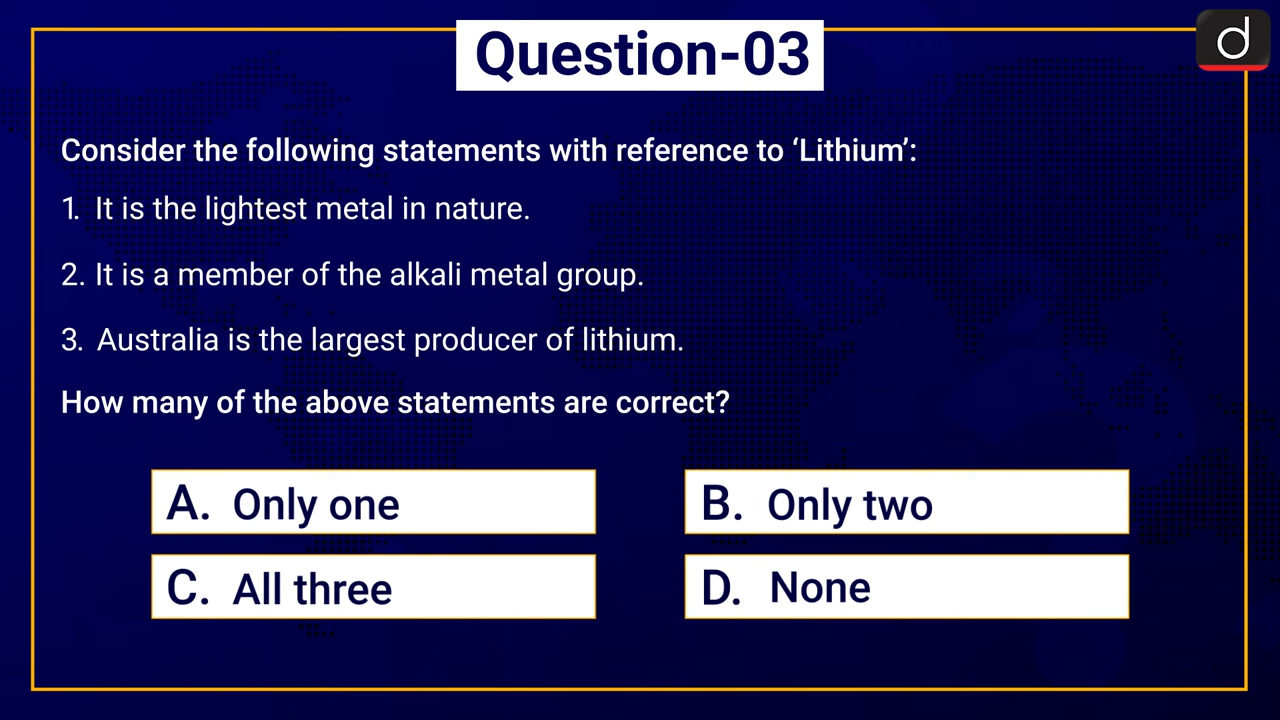 Question-03
d
Consider the following statements with reference to ‘Lithium’:
1. It is the lightest metal in nature.
2. It is a member of the alkali metal group.
3. Australia is the largest producer of lithium.
How many of the above statements are correct?
A. Only one
B. Only two
C. All three
D. None